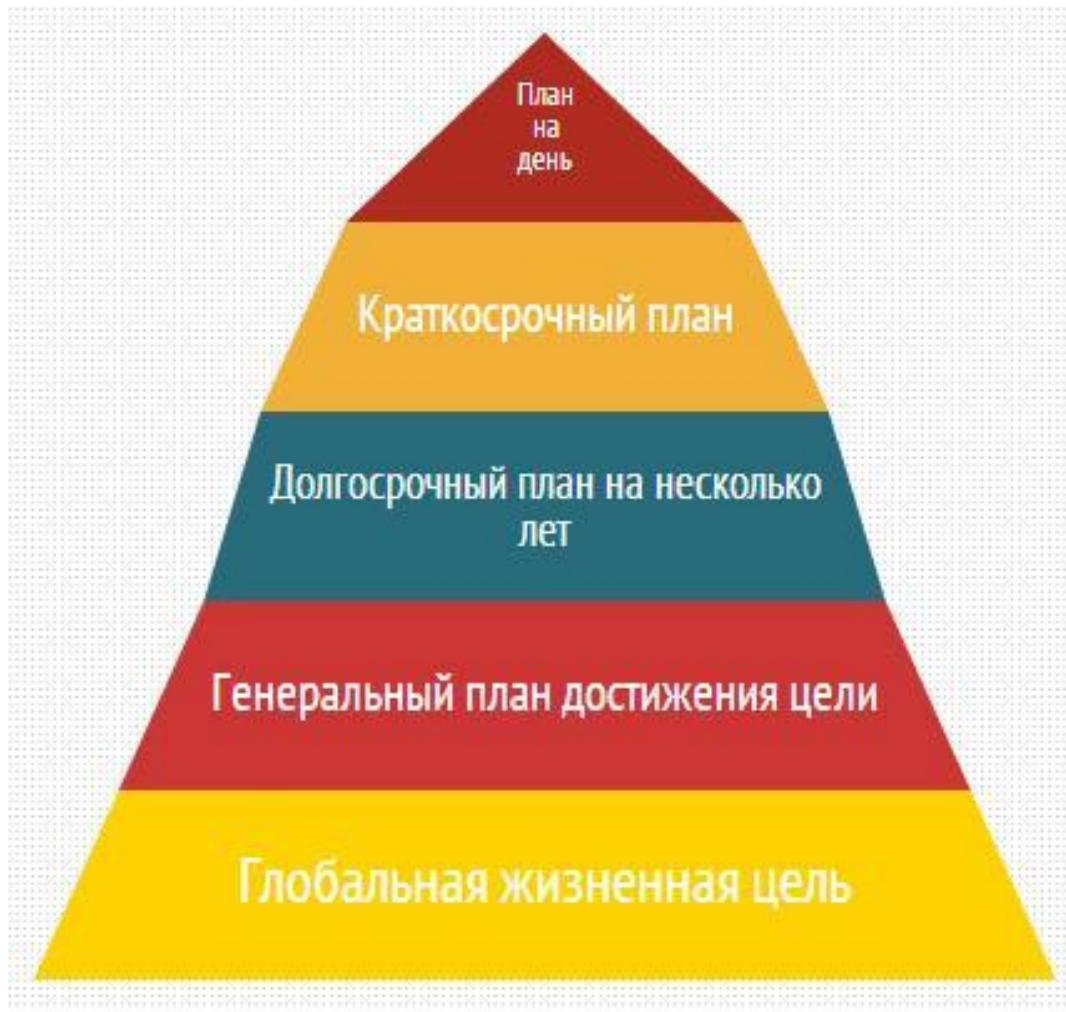 План
на
день
Краткосрочный план
Долгосрочный план на несколько
лет
Генеральный план достижения цели
Глобальная жизненная цель